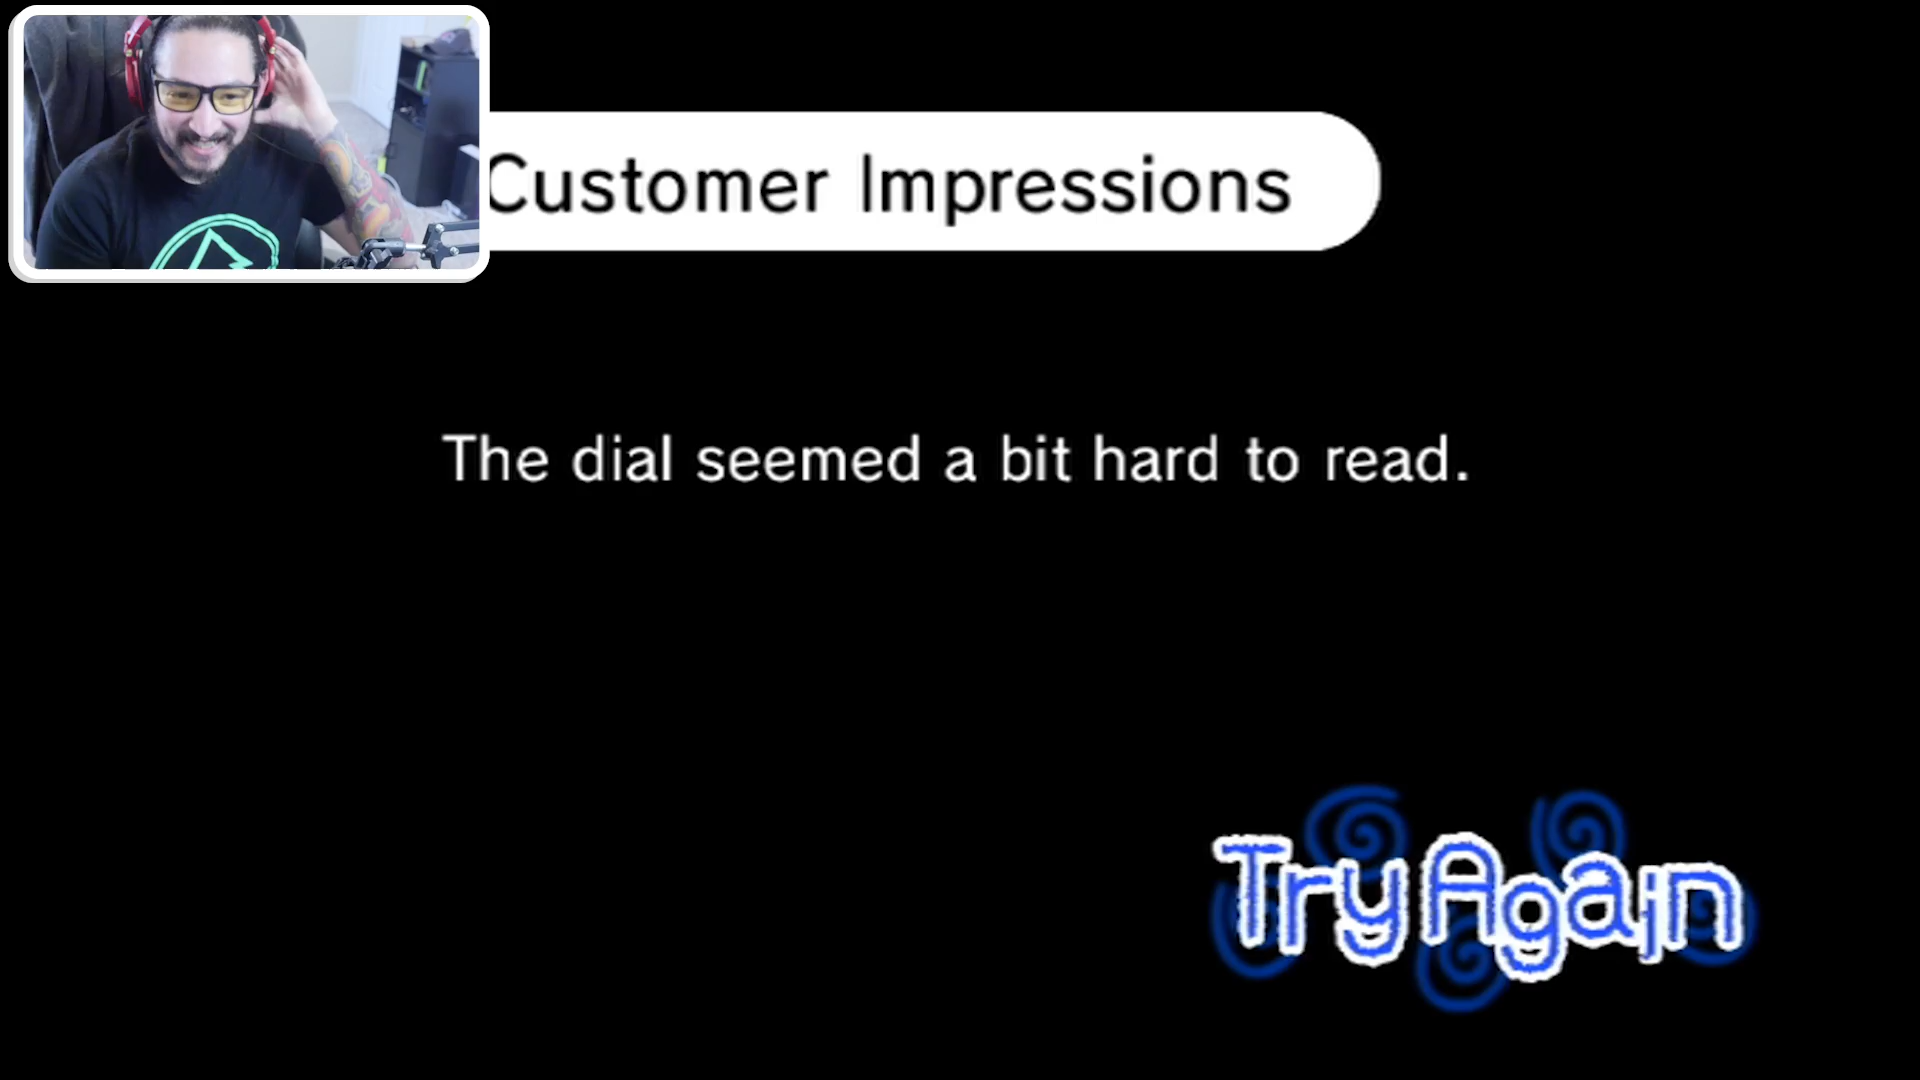 Customer Impressions
The dial seemed a bit hard to read.
Try Again